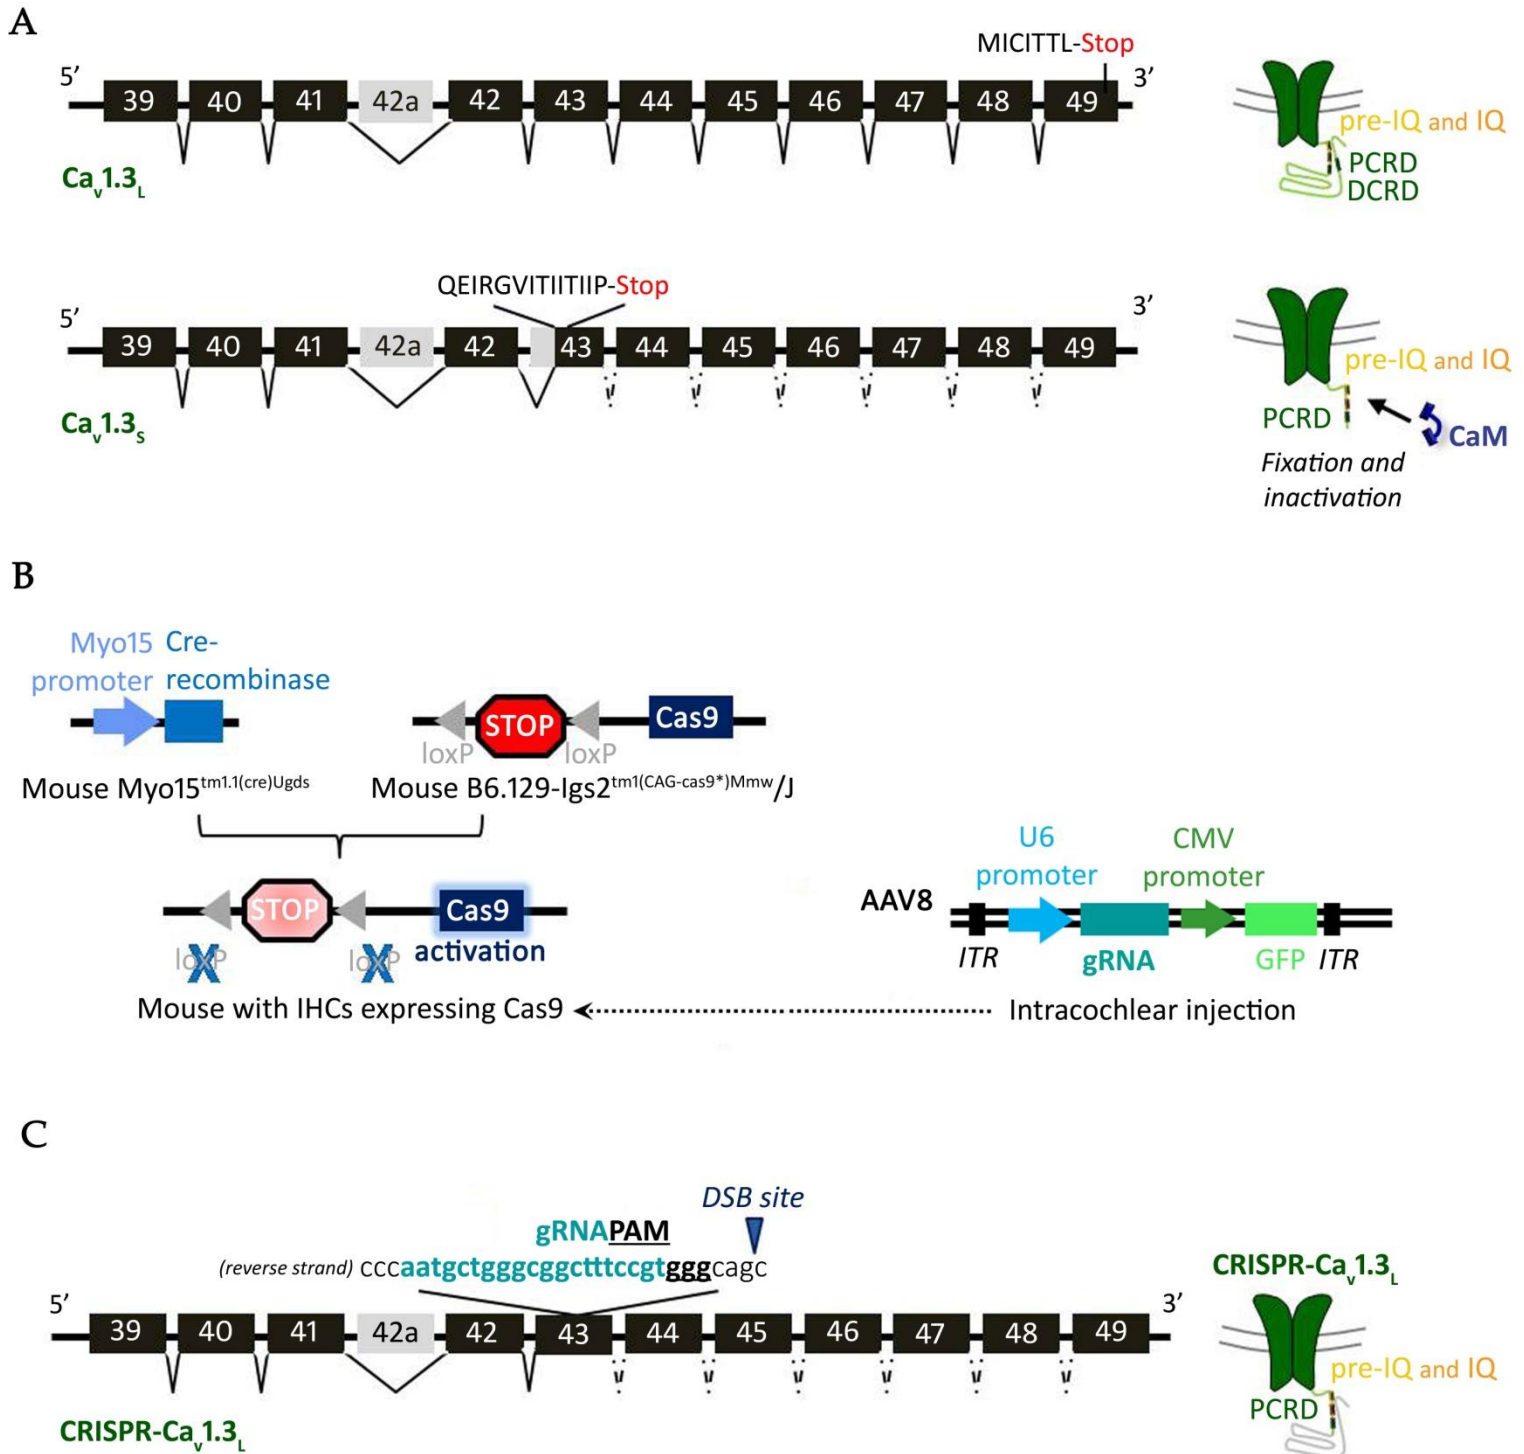 A
MICITTL-Stop
5’ 3’
39 40 41 42a 42 43 44 45 46 47 48 49
Cav1.3L
pre-IQ and IQ
PCRD
DCRD
QEIRGVITIITIIP-Stop
5’ 3’
39 40 41 42a 42 43 44 45 46 47 48 49
Cav1.3S
pre-IQ and IQ
PCRD
CaM
Fixation and
inactivation
B
Myo15 Cre-
promoter recombinase
STOP Cas9
loxP loxP
Mouse Myo15tm1.1(cre)Ugds
Mouse B6.129-Igs2tm1(CAG-cas9*)Mmw/J
STOP Cas9
loxP loxP activation
Mouse with IHCs expressing Cas9
U6 CMV
promoter promoter
AAV8
ITR gRNA GFP ITR
Intracochlear injection
C
DSB site
gRNAPAM
(reverse strand) cccaatgctgggcggctttccgtgggcagc
5’ 3’
39 40 41 42a 42 43 44 45 46 47 48 49
CRISPR-Cav1.3L
CRISPR-Cav1.3L
pre-IQ and IQ
PCRD